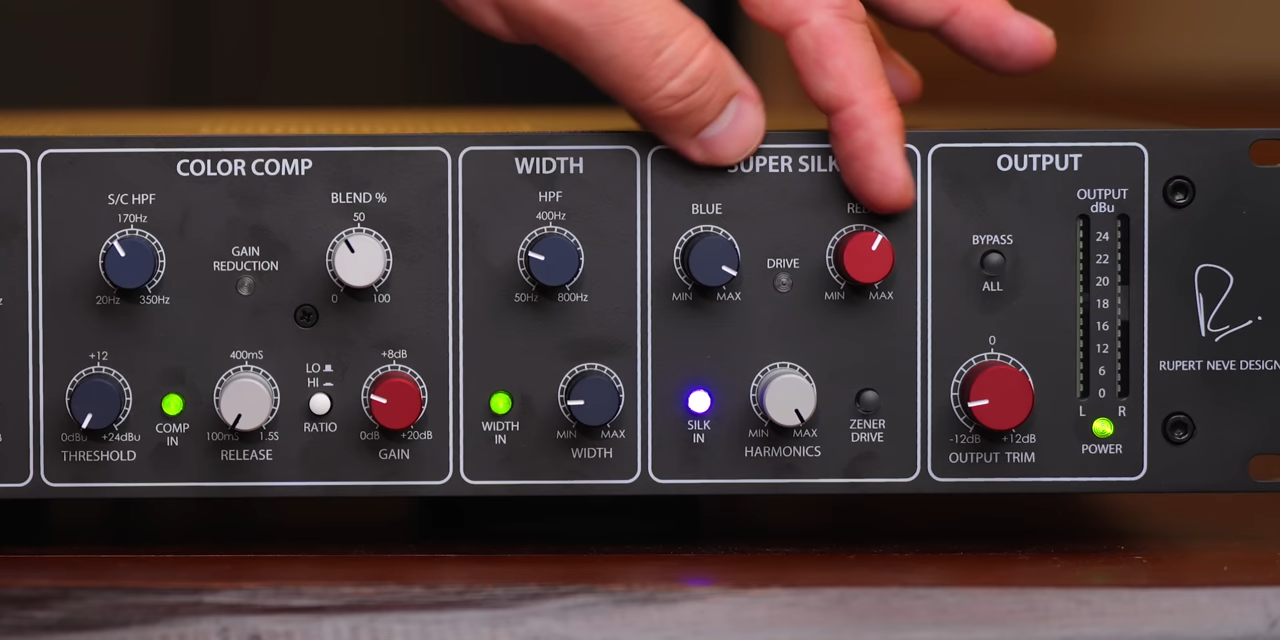 COLOR COMP
S/C HPF
170Hz
20Hz
350Hz
GAIN
REDUCTION
BLEND %
50
0
100
+12
0dBu
+24dBu
THRESHOLD
COMP
IN
400mS
100mS
1.5S
RELEASE
LO
HI
RATIO
+8dB
0dB
+20dB
GAIN
WIDTH
HPF
400Hz
50Hz
800Hz
WIDTH
IN
MIN
MAX
WIDTH
SUPER SILK
BLUE
MIN
MAX
DRIVE
MIN
MAX
SILK
IN
MIN
MAX
HARMONICS
ZENER
DRIVE
OUTPUT
BYPASS
ALL
0
-12dB
+12dB
OUTPUT TRIM
OUTPUT
dBu
24
22
20
18
16
12
6
0
L
R
POWER
RUPERT NEVE DESIGN